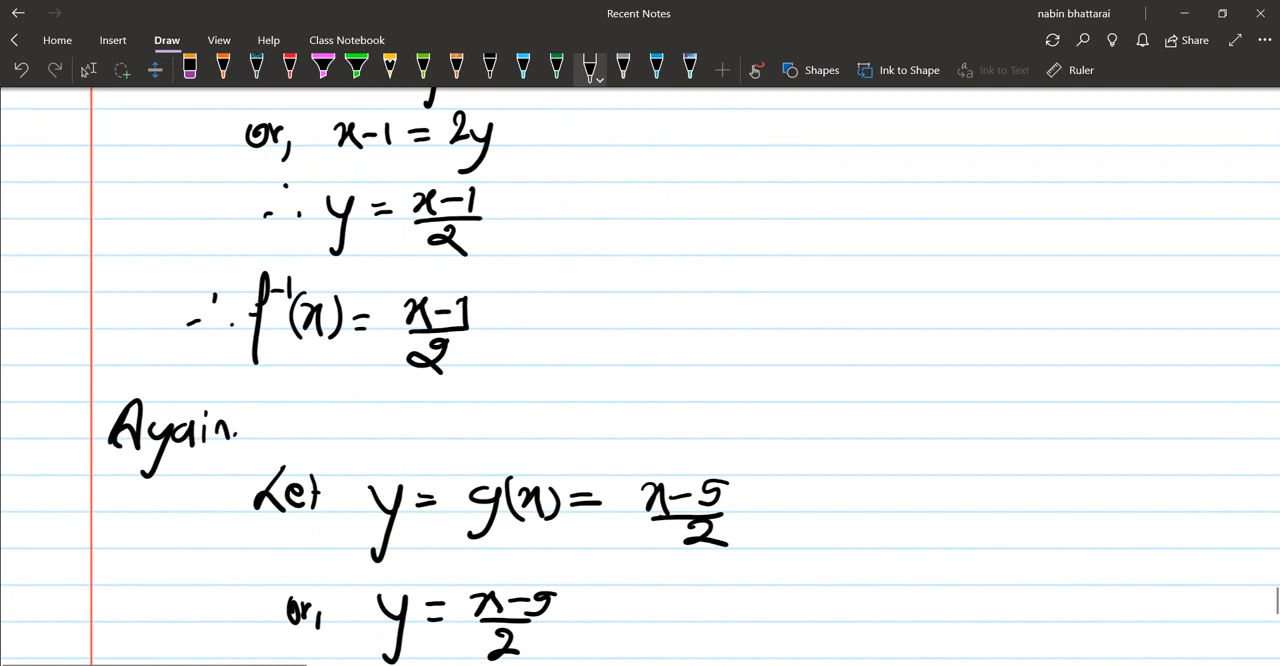 Recent Notes
nabin bhattarai
Home Insert Draw View Help Class Notebook
Share
Shapes Ink to Shape Ink to Text Ruler
or, x-1 = 2y
∴ y = (x-1)/2
∴ f⁻¹(x) = (x-1)/2
Again.
Let y = g(x) = (x-5)/2
or, y = (x-5)/2